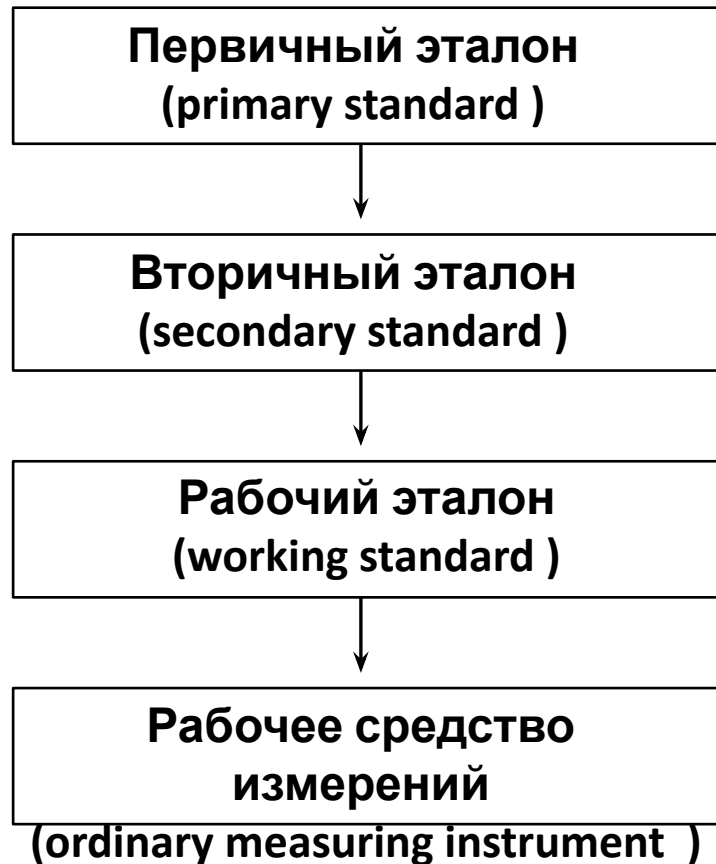 Первичный эталон
(primary standard )
Вторичный эталон
(secondary standard )
Рабочий эталон
(working standard )
Рабочее средство
измерений
(ordinary measuring instrument )